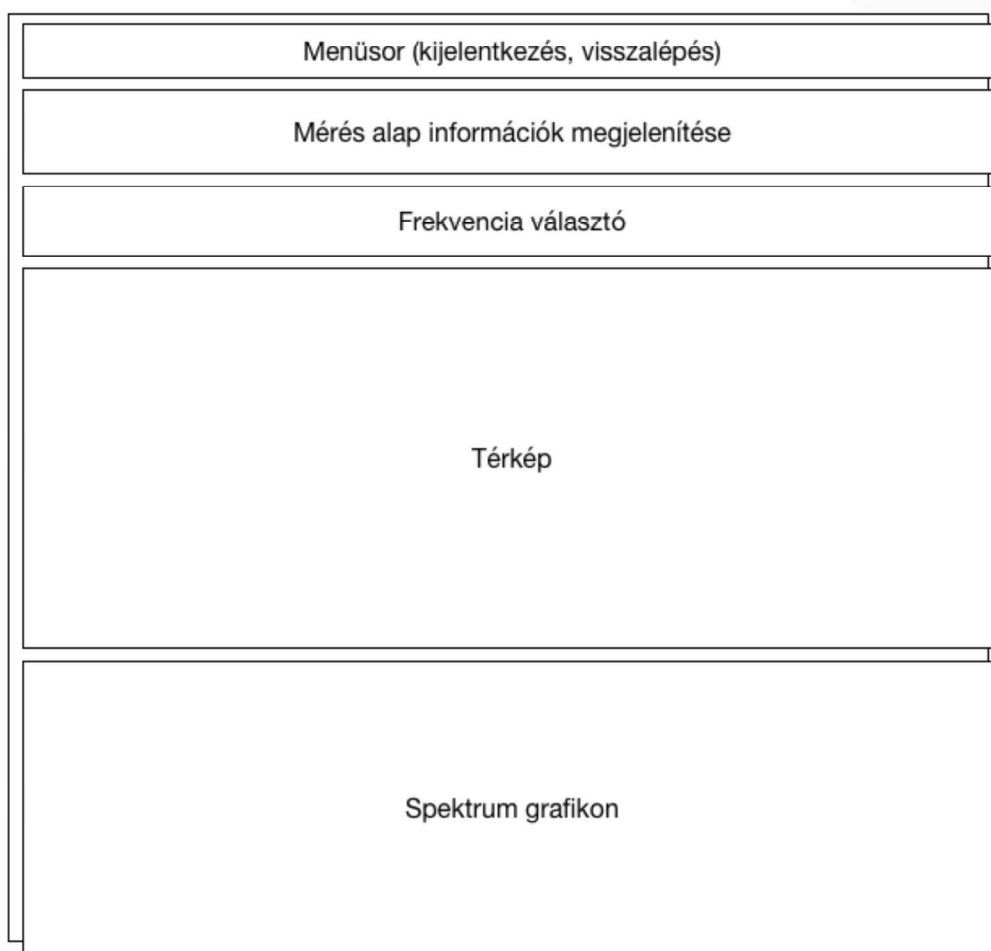 Menüsor (kijelentkezés, visszalépés)
Mérés alap információk megjelenítése
Frekvencia választó
Térkép
Spektrum grafikon